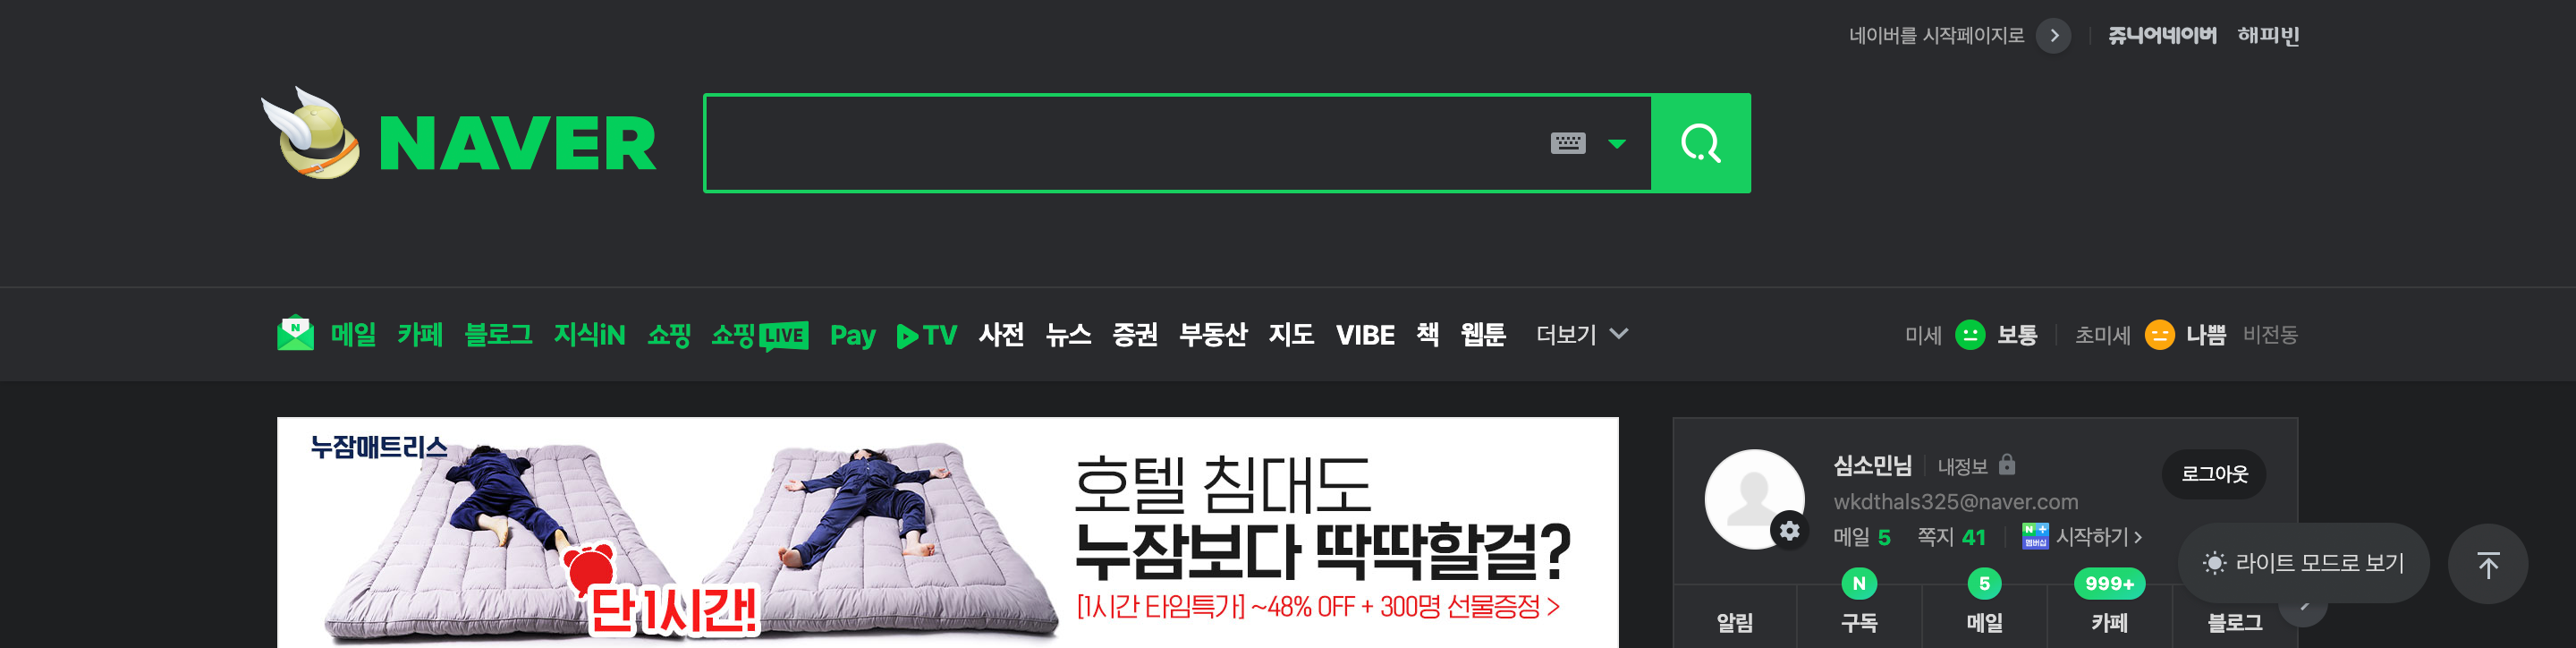 네이버를 시작페이지로 쥬니어네이버 해피빈
NAVER
N 메일 카페 블로그 지식iN 쇼핑 쇼핑LIVE Pay TV 사전 뉴스 증권 부동산 지도 VIBE 책 웹툰 더보기 미세 보통 초미세 나쁨 비전동
누잠매트리스
호텔 침대도
누잠보다 딱딱할걸?
[1시간 타임특가] ~48% OFF + 300명 선물증정 >
단 1시간!
심소민님 내정보 로그아웃
wkdthals325@naver.com
메일 5 쪽지 41 N+ 멤버십 시작하기
라이트 모드로 보기
N 5 999+
알림 구독 메일 카페 블로그